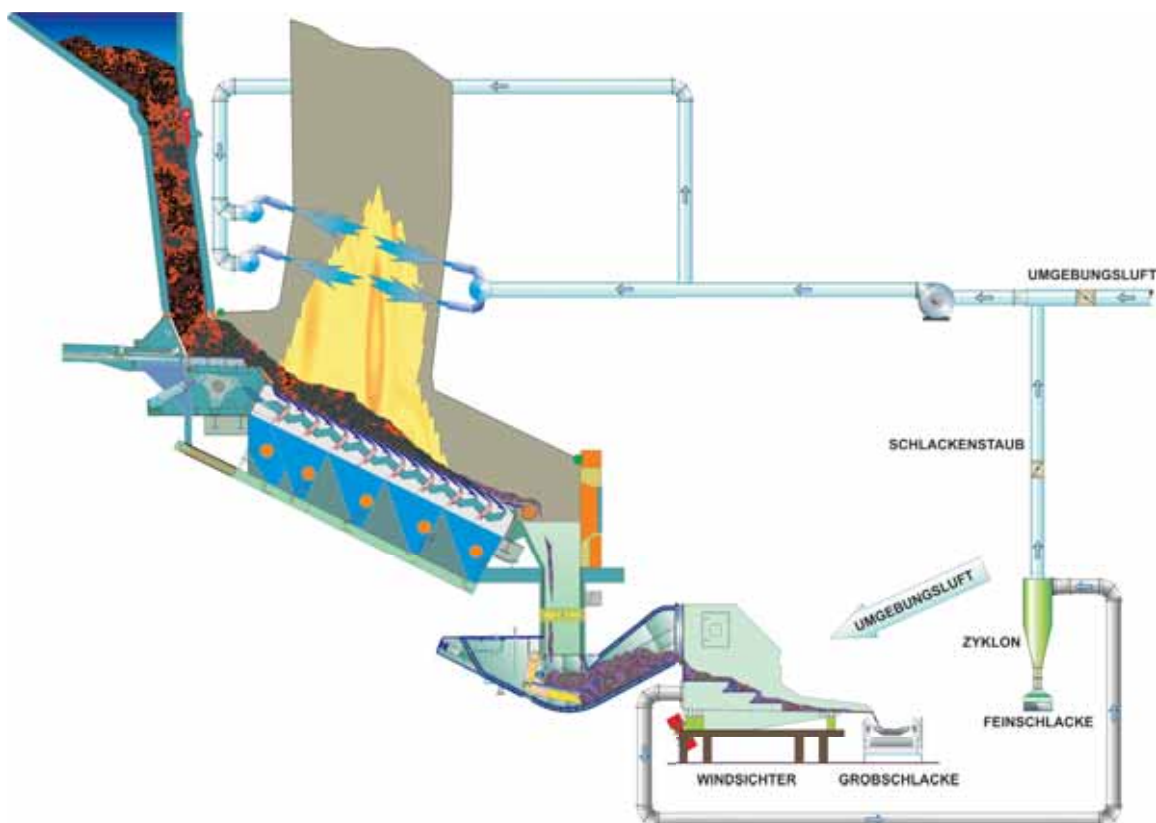 UMGEBUNGSLUFT
SCHLACKENSTAUB
UMGEBUNGSLUFT
ZYKLON
FEINSCHLACKE
WINDSICHTER
GROBSCHLACKE